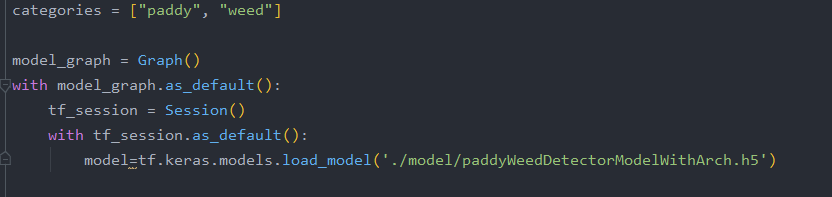 categories = ["paddy", "weed"]
model_graph = Graph()
with model_graph.as_default():
    tf_session = Session()
    with tf_session.as_default():
        model=tf.keras.models.load_model('./model/paddyWeedDetectorModelWithArch.h5')